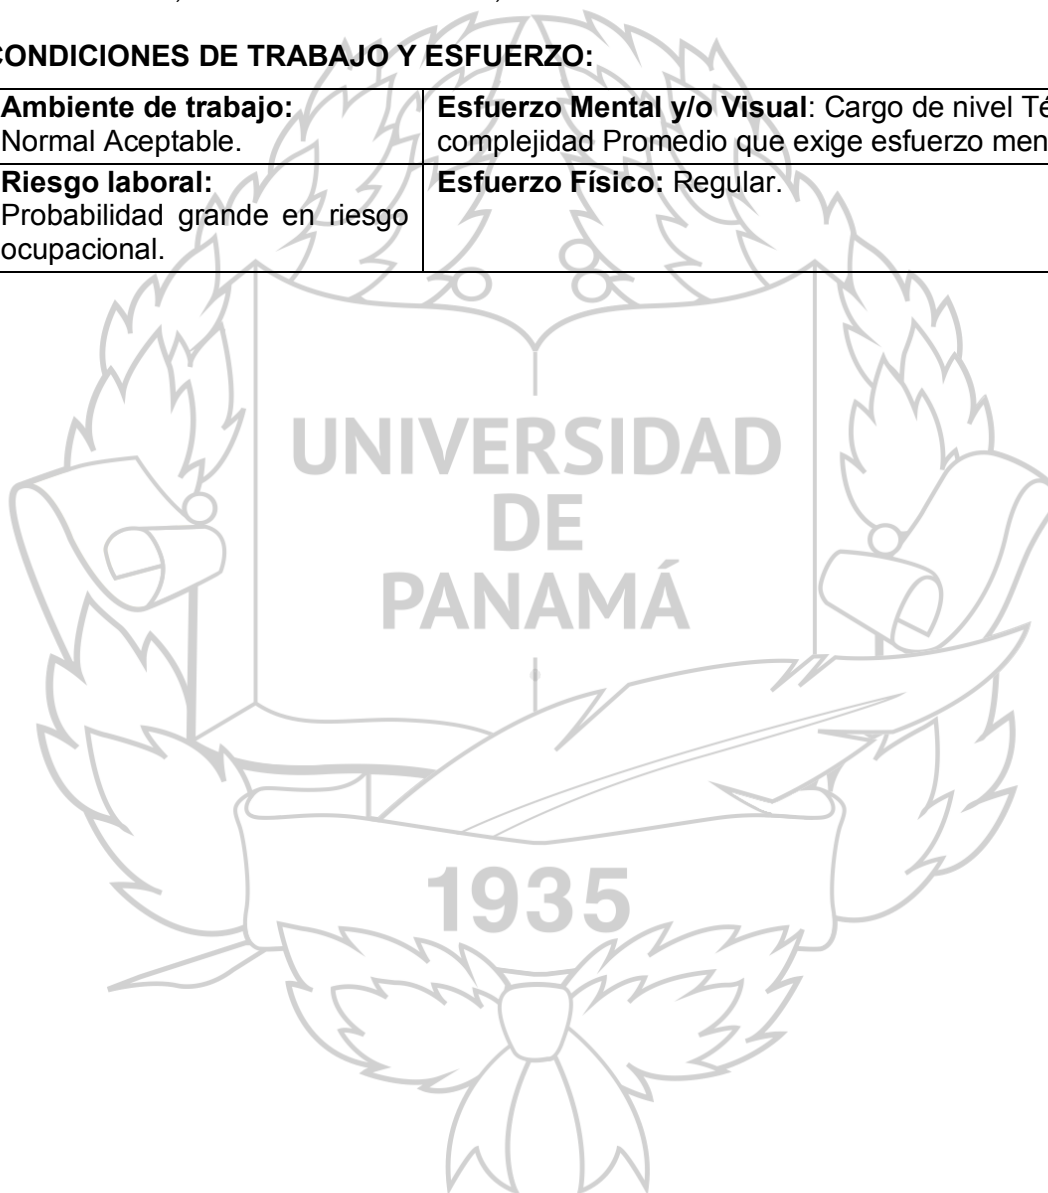 CONDICIONES DE TRABAJO Y ESFUERZO:
Ambiente de trabajo:
Normal Aceptable.
Esfuerzo Mental y/o Visual: Cargo de nivel
complejidad Promedio que exige esfuerzo
Riesgo laboral:
Probabilidad grande en riesgo
ocupacional.
Esfuerzo Físico: Regular.
UNIVERSIDAD
DE
PANAMÁ
1935